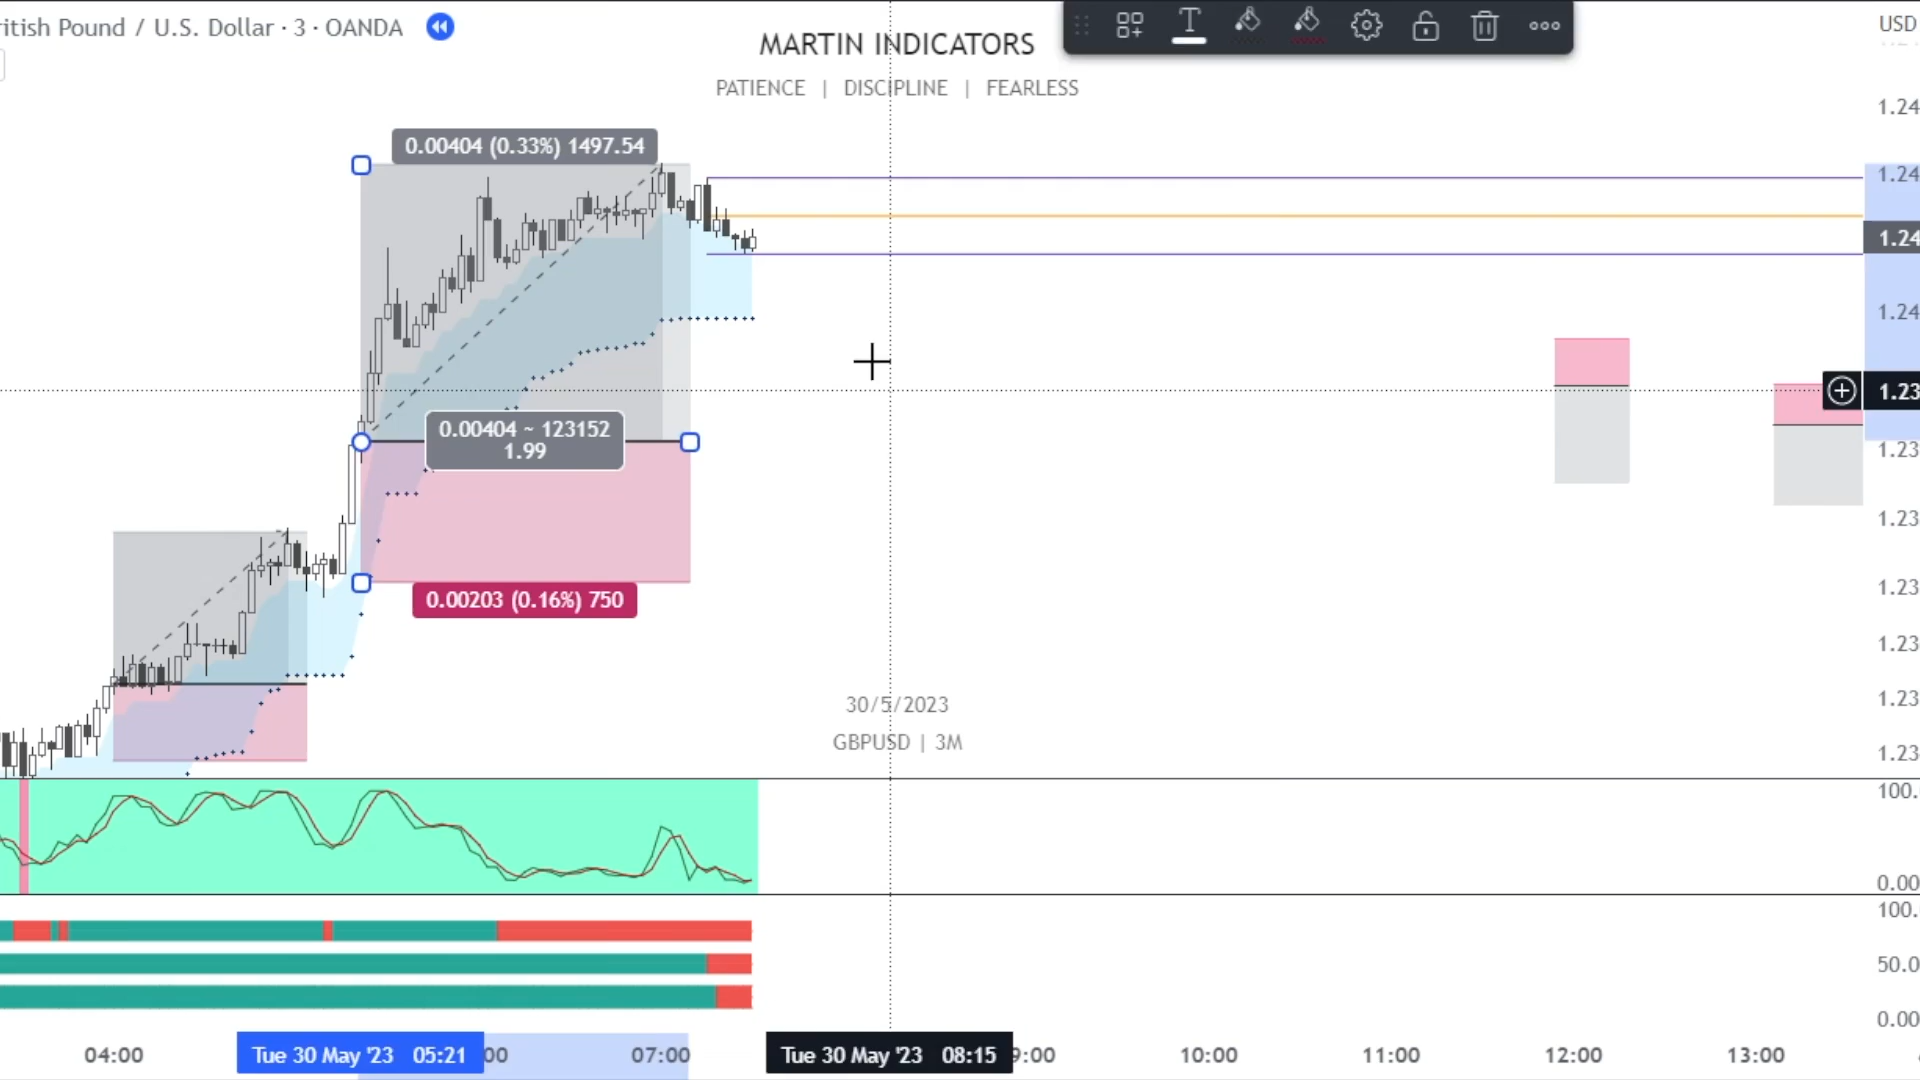 ritish Pound / U.S. Dollar · 3 · OANDA
MARTIN INDICATORS
PATIENCE | DISCIPLINE | FEARLESS
USD
0.00404 (0.33%) 1497.54
0.00404 ~ 123152
1.99
0.00203 (0.16%) 750
1.24
1.24
1.24
1.24
1.23
1.23
1.23
1.23
1.23
1.23
1.23
30/5/2023
GBPUSD | 3M
100.
0.00
100.
50.0
0.00
04:00
Tue 30 May '23 05:21
00
07:00
Tue 30 May '23 08:15
9:00
10:00
11:00
12:00
13:00